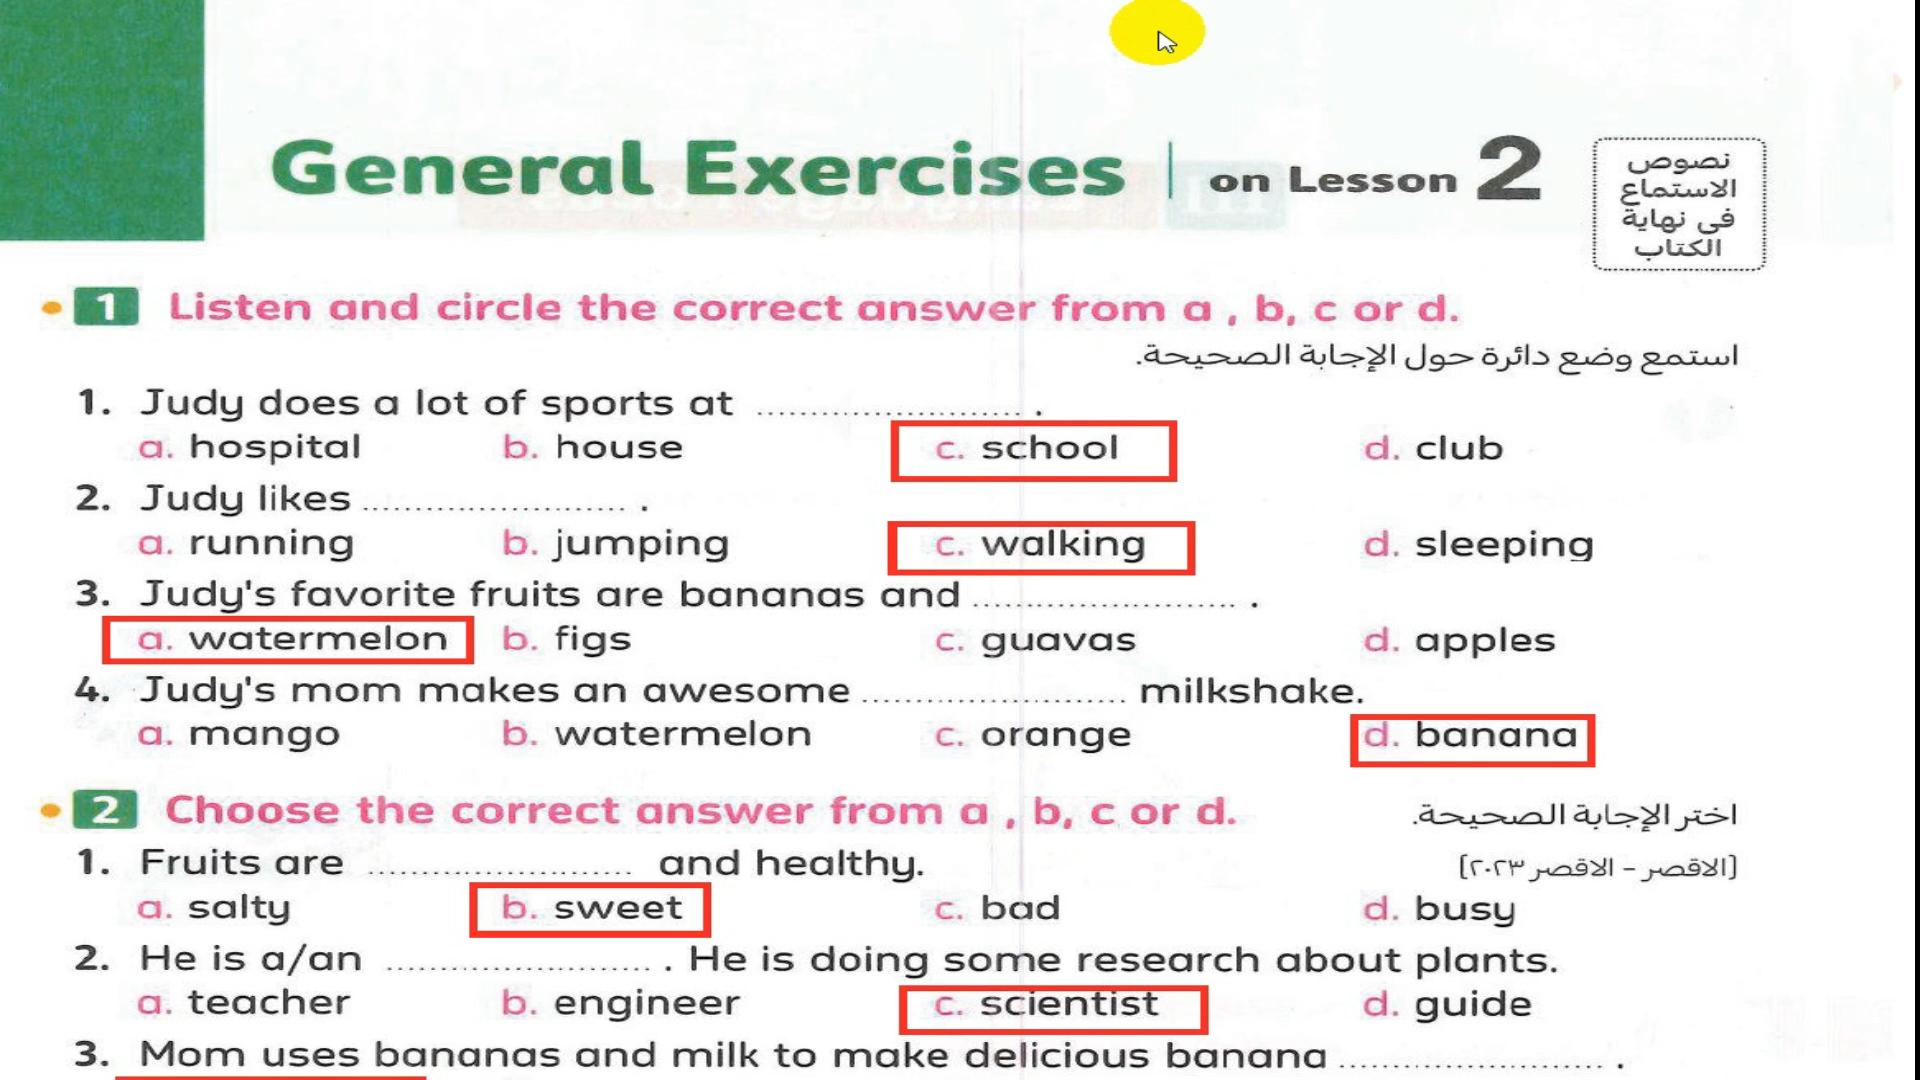 General Exercises on Lesson 2
نصوص
الاستماع
فى نهاية
الكتاب
1 Listen and circle the correct answer from a , b, c or d.
استمع وضع دائرة حول الإجابة الصحيحة.
1. Judy does a lot of sports at ........................ .
a. hospital b. house c. school d. club
2. Judy likes ........................ .
a. running b. jumping c. walking d. sleeping
3. Judy's favorite fruits are bananas and ........................ .
a. watermelon b. figs c. guavas d. apples
4. Judy's mom makes an awesome ........................ milkshake.
a. mango b. watermelon c. orange d. banana
2 Choose the correct answer from a , b, c or d.
اختر الإجابة الصحيحة.
1. Fruits are ........................ and healthy.
[الاقصر - الاقصر ٢٠٢٣]
a. salty b. sweet c. bad d. busy
2. He is a/an ........................ . He is doing some research about plants.
a. teacher b. engineer c. scientist d. guide
3. Mom uses bananas and milk to make delicious banana ........................ .